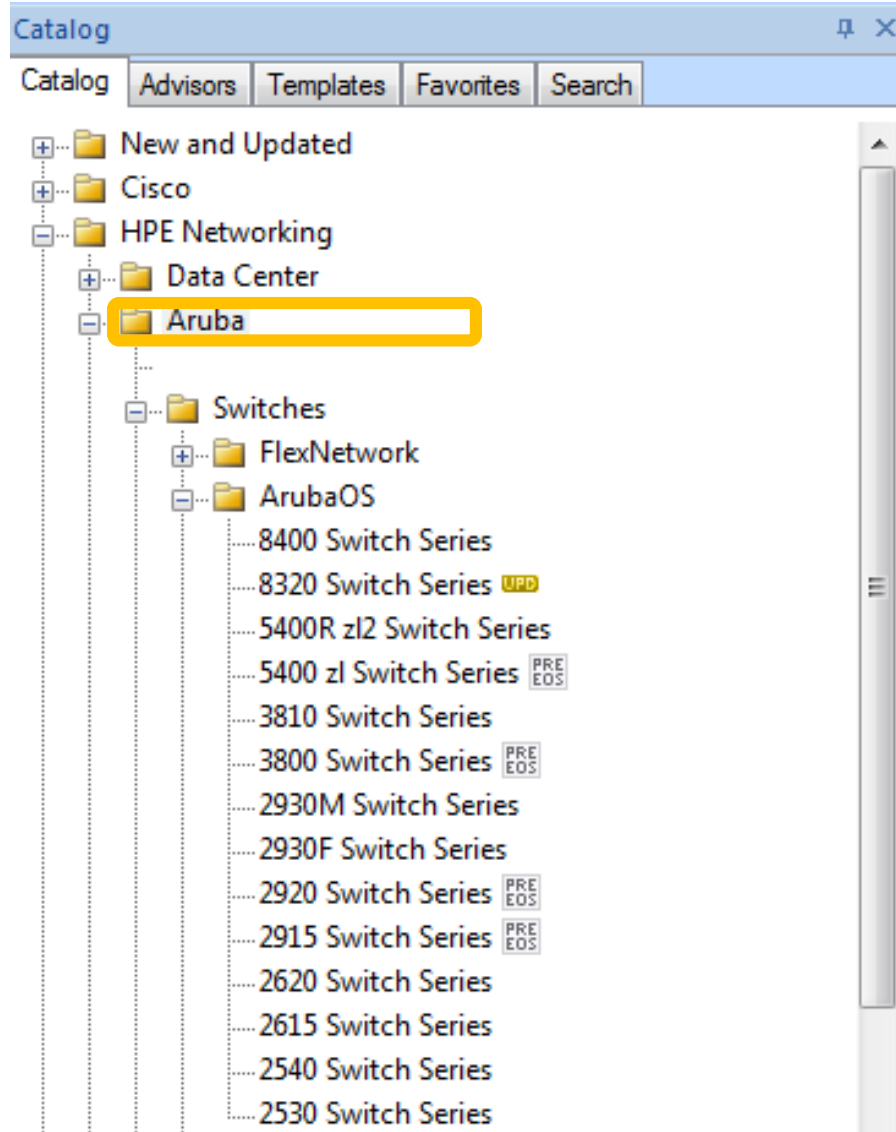 Catalog
Catalog Advisors Templates Favorites Search
New and Updated
Cisco
HPE Networking
Data Center
Aruba
...
Switches
FlexNetwork
ArubaOS
8400 Switch Series
8320 Switch Series UPD
5400R zl2 Switch Series
5400 zl Switch Series PRE EOS
3810 Switch Series
3800 Switch Series PRE EOS
2930M Switch Series
2930F Switch Series
2920 Switch Series PRE EOS
2915 Switch Series PRE EOS
2620 Switch Series
2615 Switch Series
2540 Switch Series
2530 Switch Series